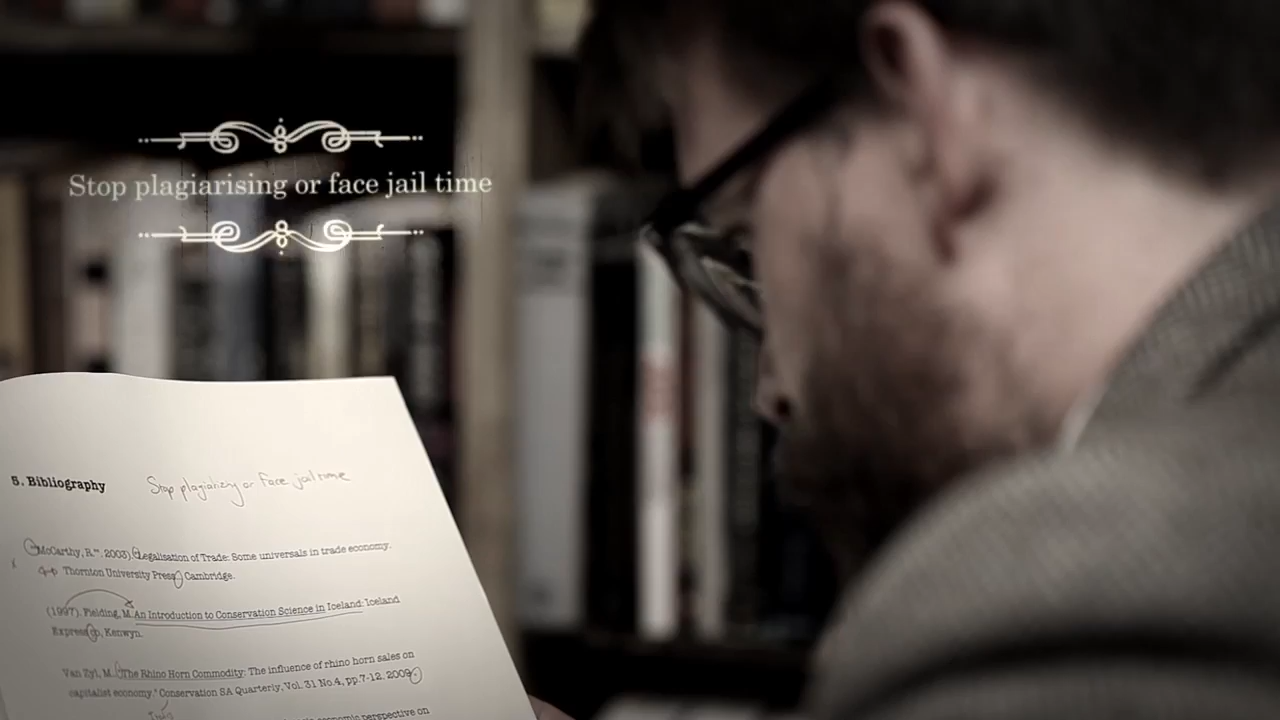 Stop plagiarising or face jail time
5. Bibliography Stop plagiarizing or face jail time
McCarthy, R.", 2003). Legalisation of Trade: Some universals in trade economy.
Thornton University Press, Cambridge.
(1997). Fielding, M. An Introduction to Conservation Science in Iceland: Iceland
Express, Kenwyn.
Van Zyl, M. The Rhino Horn Commodity: The influence of rhino horn sales on
capitalist economy." Conservation SA Quarterly, Vol. 31 No.4, pp.7-12. 2009
economic perspective on